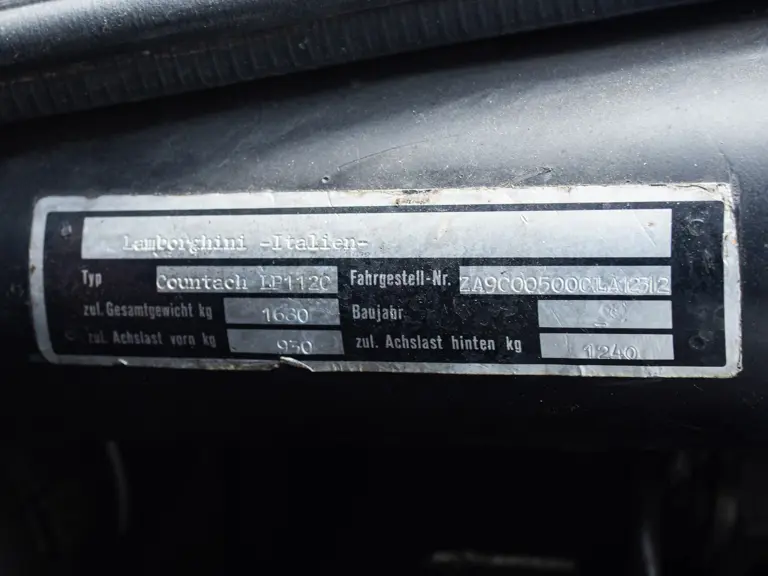 Lamborghini -Italien-
Typ Countach LP112C Fahrgestell-Nr. ZA9C00500CLA12312
zul. Gesamtgewicht kg 1630 Baujahr
zul. Achslast vorn kg 930 zul. Achslast hinten kg 1240